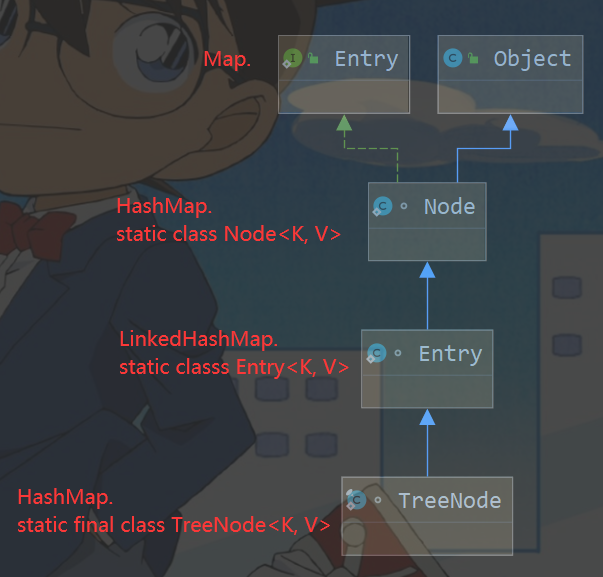 Map.
Entry
Object
HashMap.
static class Node<K, V>
Node
LinkedHashMap.
static classs Entry<K, V>
Entry
HashMap.
static final class TreeNode<K, V>
TreeNode